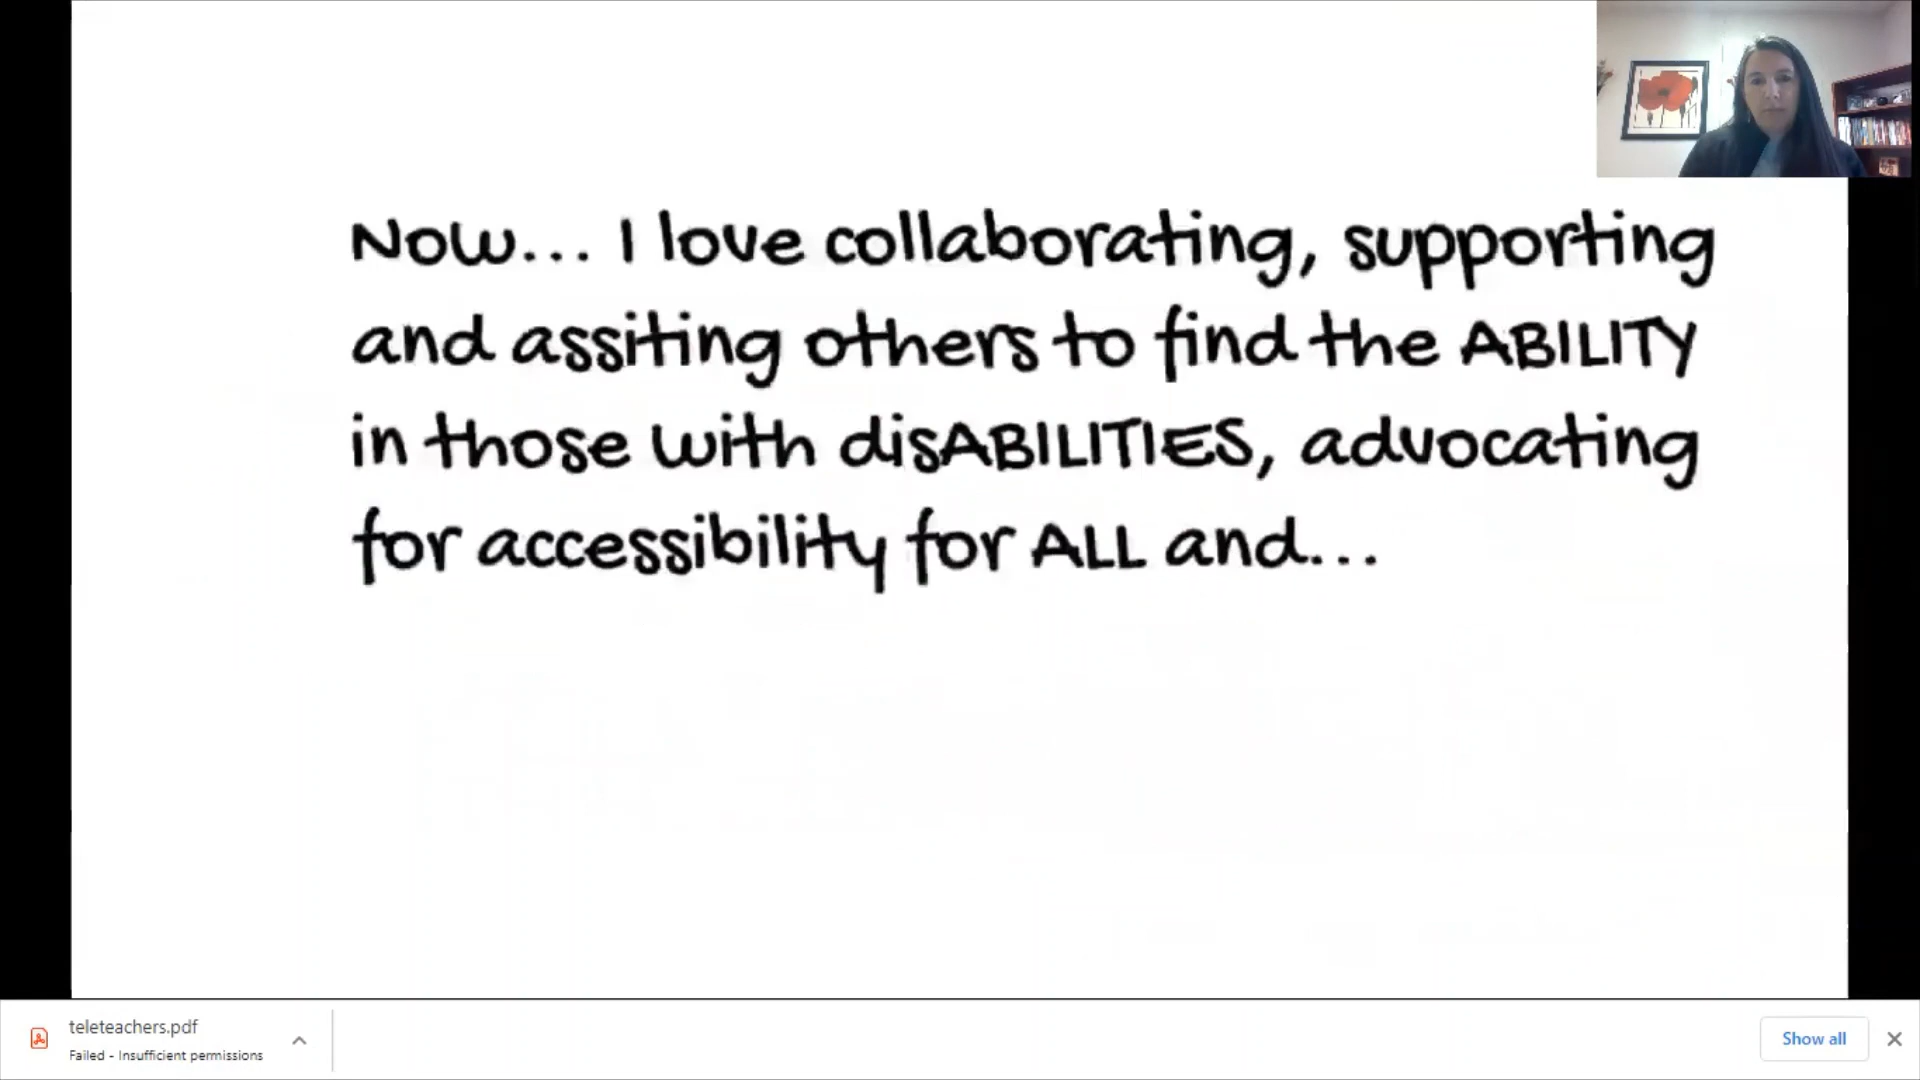 Now... I love collaborating, supporting
and assiting others to find the ABILITY
in those with disABILITIES, advocating
for accessibility for ALL and...
teleteachers.pdf
Failed - Insufficient permissions
Show all